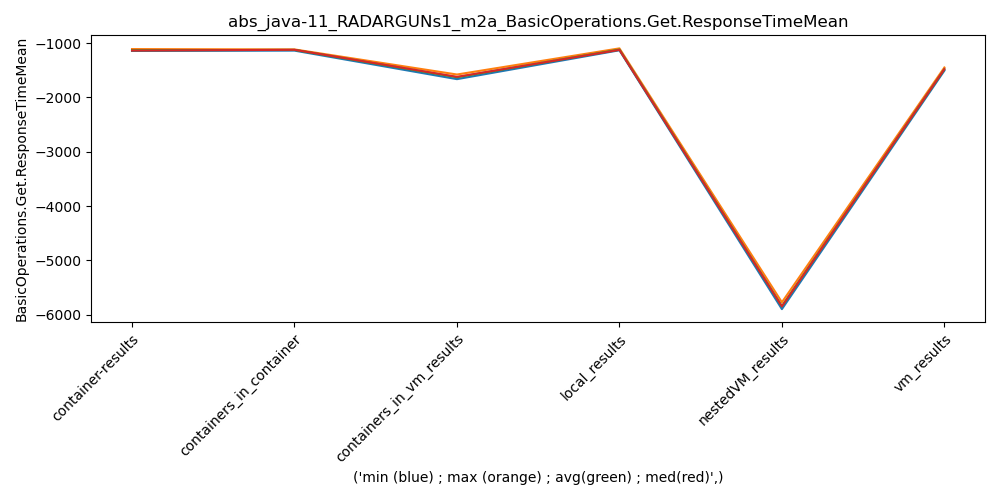 abs_java-11_RADARGUNs1_m2a_BasicOperations.Get.ResponseTimeMean
BasicOperations.Get.ResponseTimeMean
−1000
−2000
−3000
−4000
−5000
−6000
container-results
containers_in_container
containers_in_vm_results
local_results
nestedVM_results
vm_results
('min (blue) ; max (orange) ; avg(green) ; med(red)',)